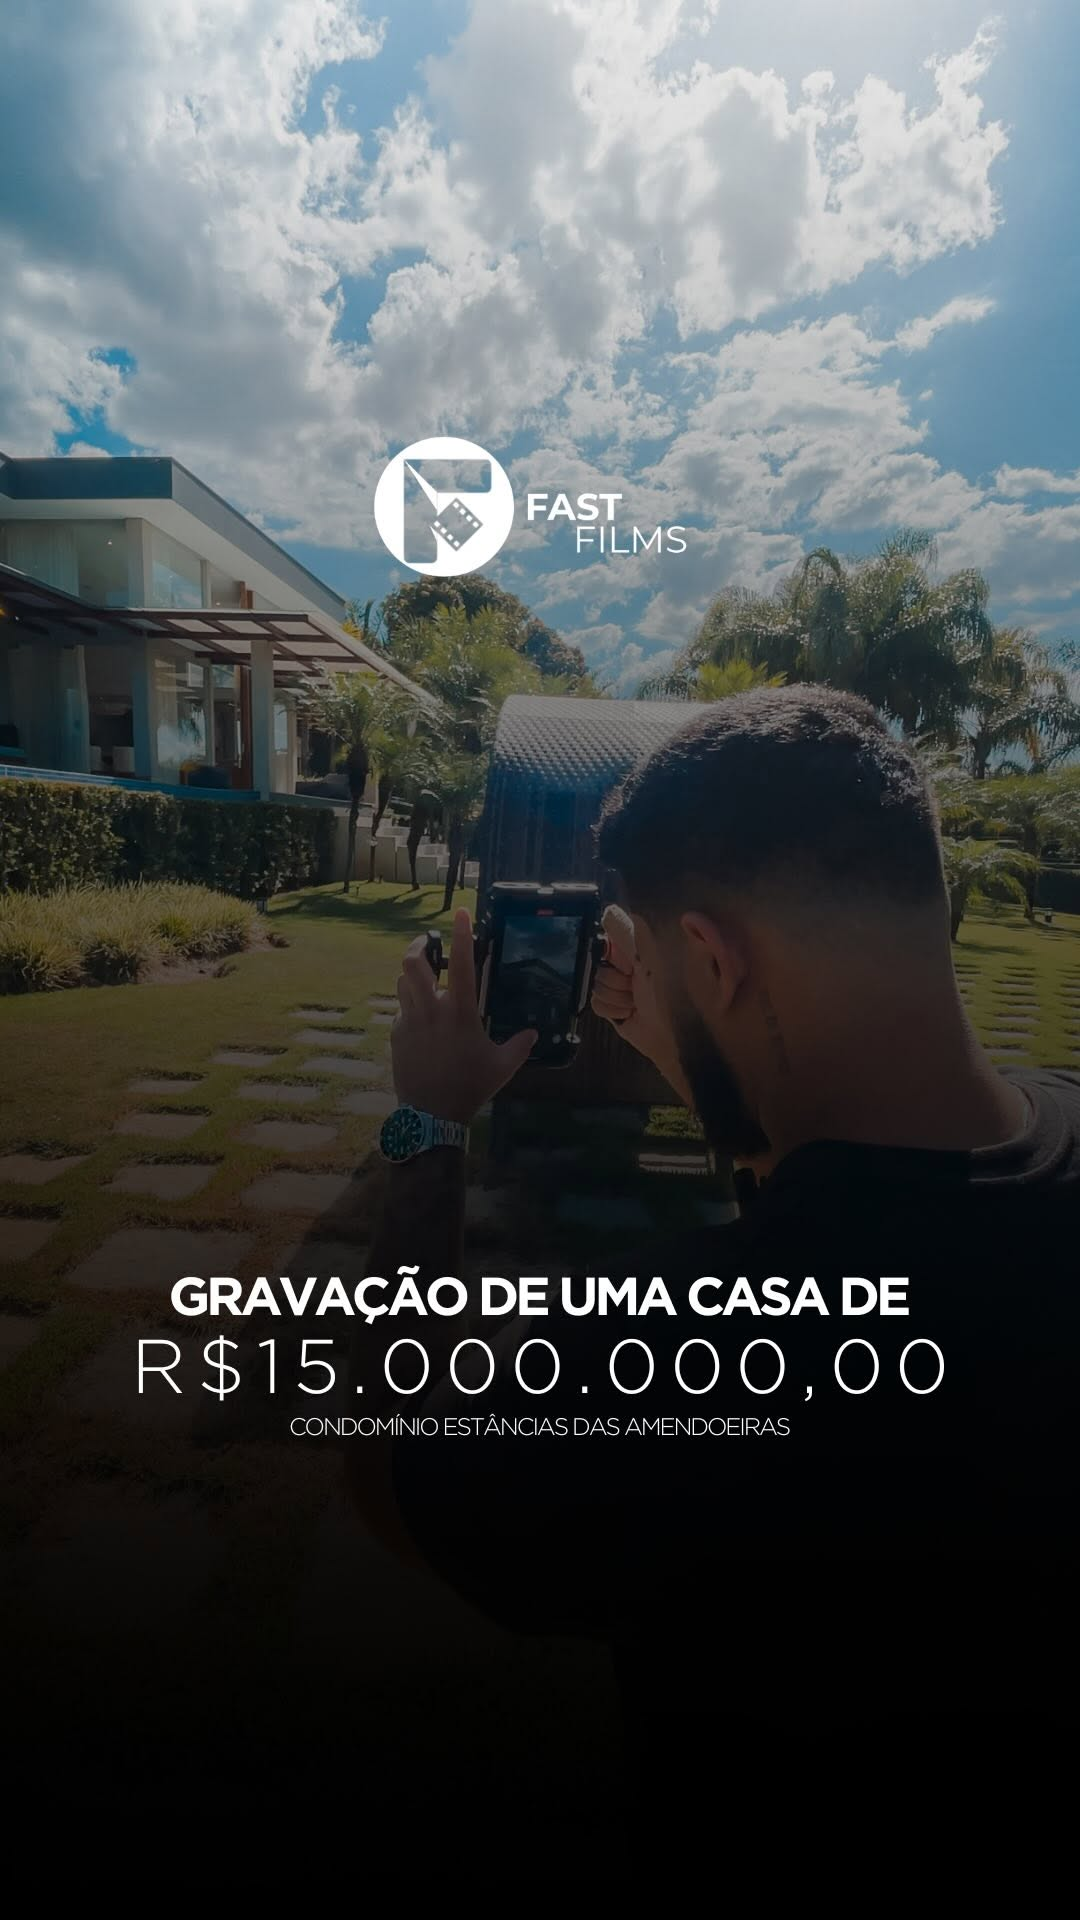 FAST
FILMS
GRAVAÇÃO DE UMA CASA DE
R$15.000.000,00
CONDOMÍNIO ESTÂNCIAS DAS AMENDOEIRAS